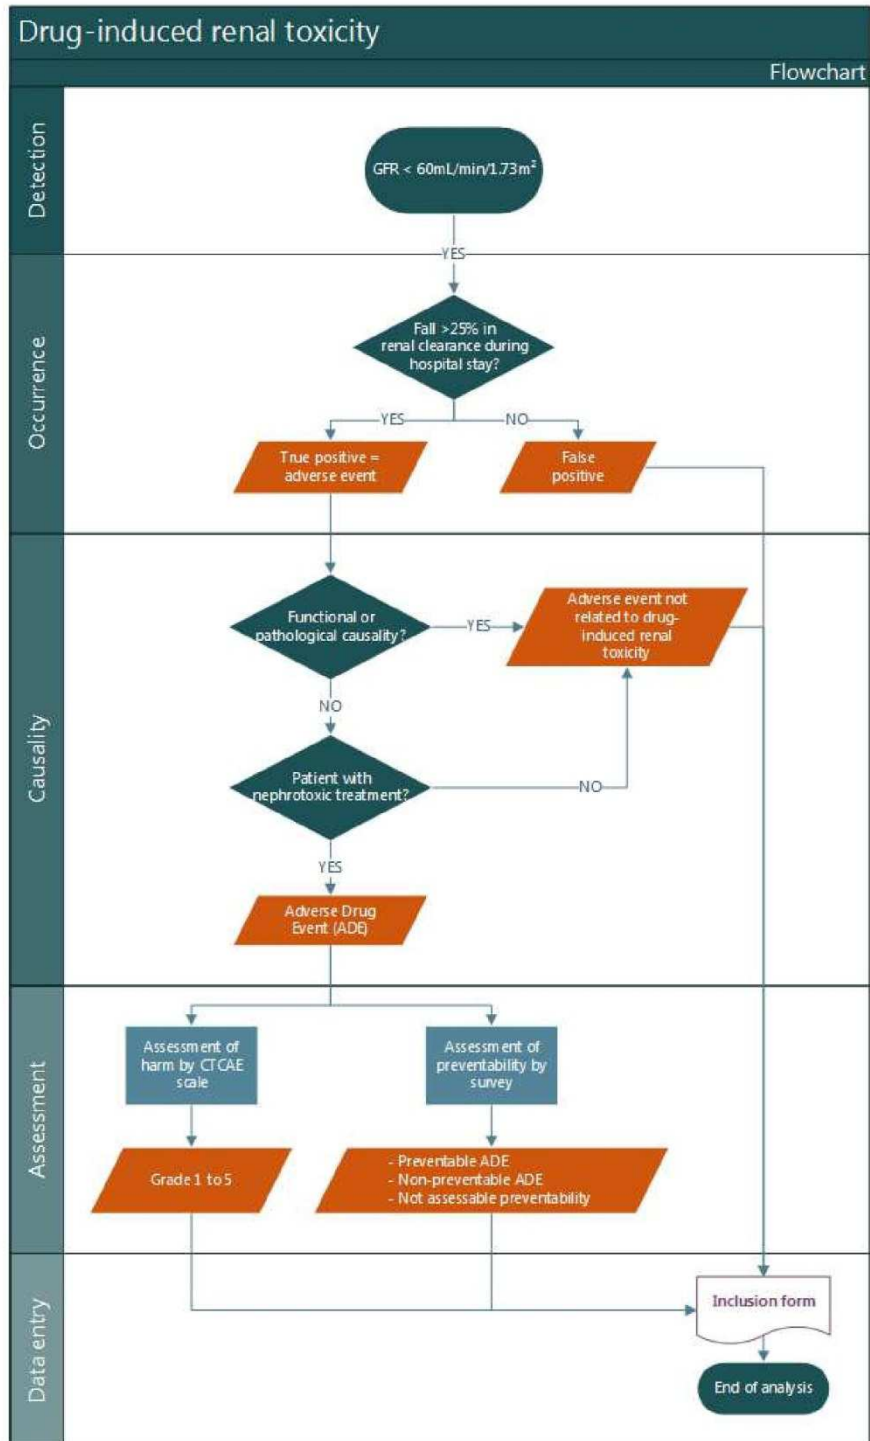 Drug-induced renal toxicity
Flowchart
Detection
GFR < 60mL/min/1.73m²
YES
Occurrence
Fall >25% in
renal clearance during
hospital stay?
YES
NO
True positive =
adverse event
False
positive
Causality
Functional or
pathological causality?
YES
Adverse event not
related to drug-
induced renal
toxicity
NO
Patient with
nephrotoxic treatment?
NO
YES
Adverse Drug
Event (ADE)
Assessment
Assessment of
harm by CTCAE
scale
Assessment of
preventability by
survey
Grade 1 to 5
- Preventable ADE
- Non-preventable ADE
- Not assessable preventability
Data entry
Inclusion form
End of analysis